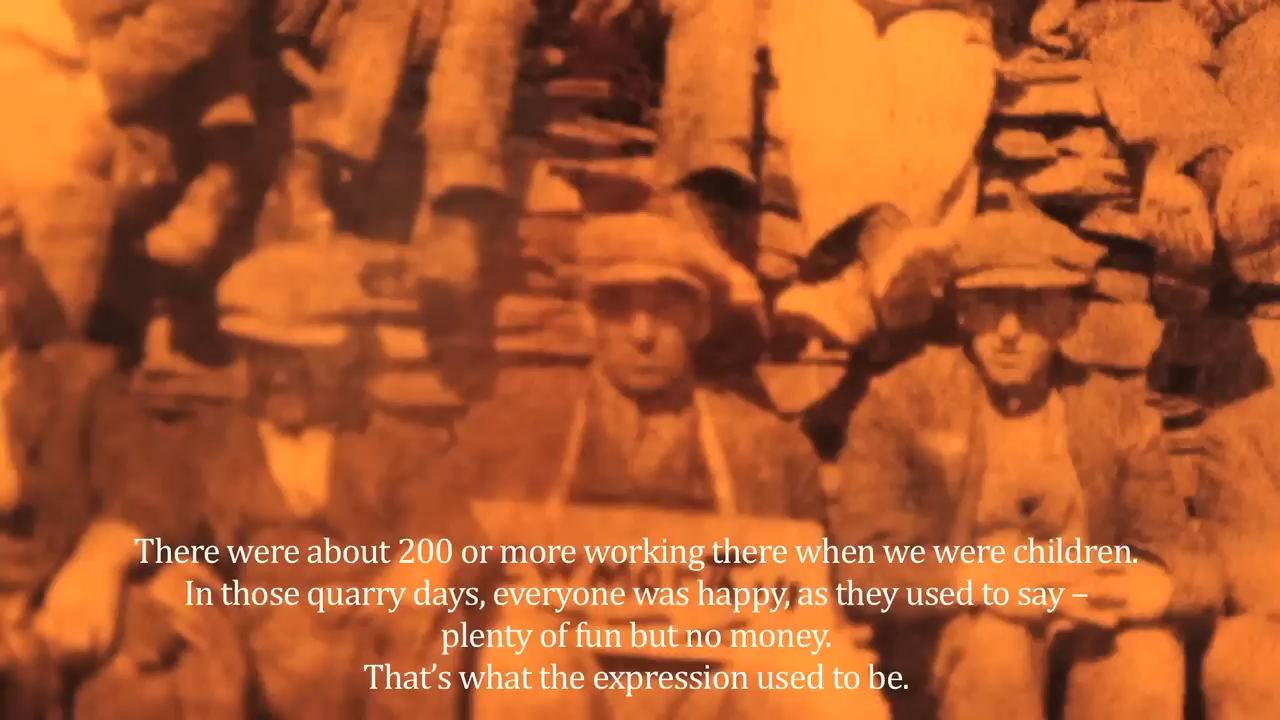 There were about 200 or more working there when we were children.
In those quarry days, everyone was happy, as they used to say –
plenty of fun but no money.
That’s what the expression used to be.